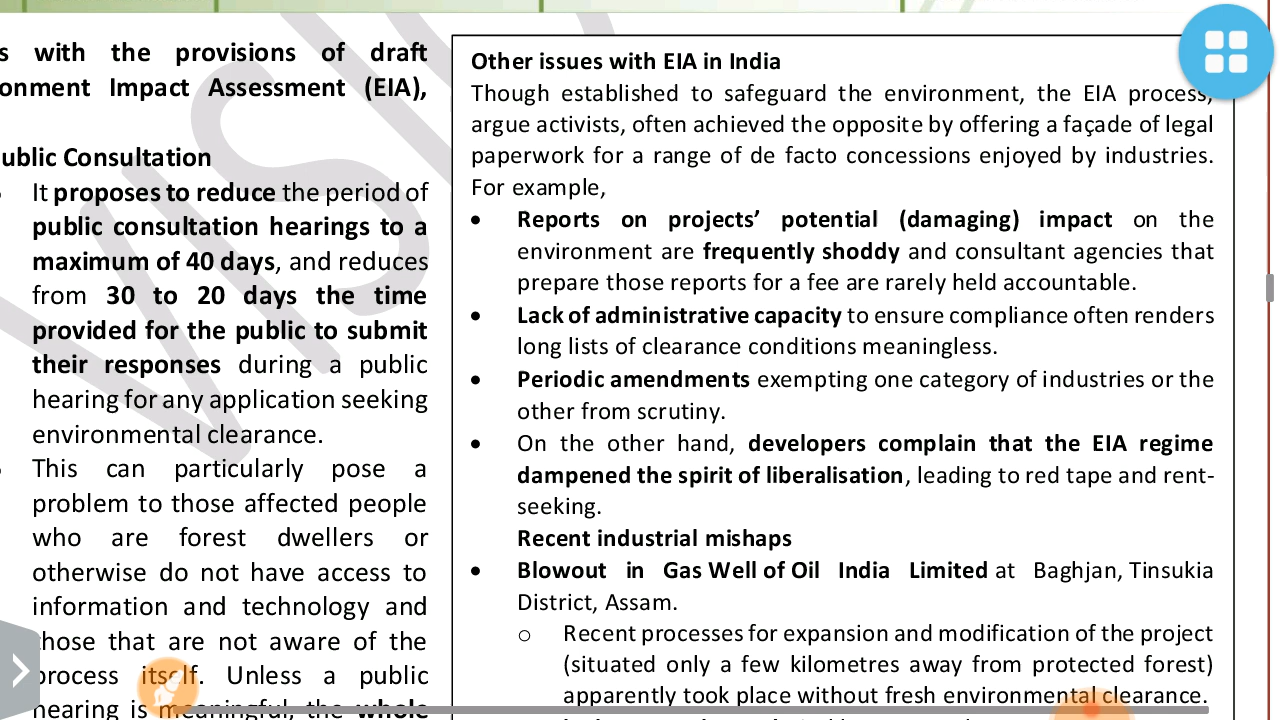 s with the provisions of draft
onment Impact Assessment (EIA),
ublic Consultation
It proposes to reduce the period of
public consultation hearings to a
maximum of 40 days, and reduces
from 30 to 20 days the time
provided for the public to submit
their responses during a public
hearing for any application seeking
environmental clearance.
This can particularly pose a
problem to those affected people
who are forest dwellers or
otherwise do not have access to
information and technology and
those that are not aware of the
process itself. Unless a public
hearing is meaningful, the whole
Other issues with EIA in India
Though established to safeguard the environment, the EIA process,
argue activists, often achieved the opposite by offering a façade of legal
paperwork for a range of de facto concessions enjoyed by industries.
For example,
• Reports on projects’ potential (damaging) impact on the
environment are frequently shoddy and consultant agencies that
prepare those reports for a fee are rarely held accountable.
• Lack of administrative capacity to ensure compliance often renders
long lists of clearance conditions meaningless.
• Periodic amendments exempting one category of industries or the
other from scrutiny.
• On the other hand, developers complain that the EIA regime
dampened the spirit of liberalisation, leading to red tape and rent-
seeking.
Recent industrial mishaps
• Blowout in Gas Well of Oil India Limited at Baghjan, Tinsukia
District, Assam.
○ Recent processes for expansion and modification of the project
(situated only a few kilometres away from protected forest)
apparently took place without fresh environmental clearance.